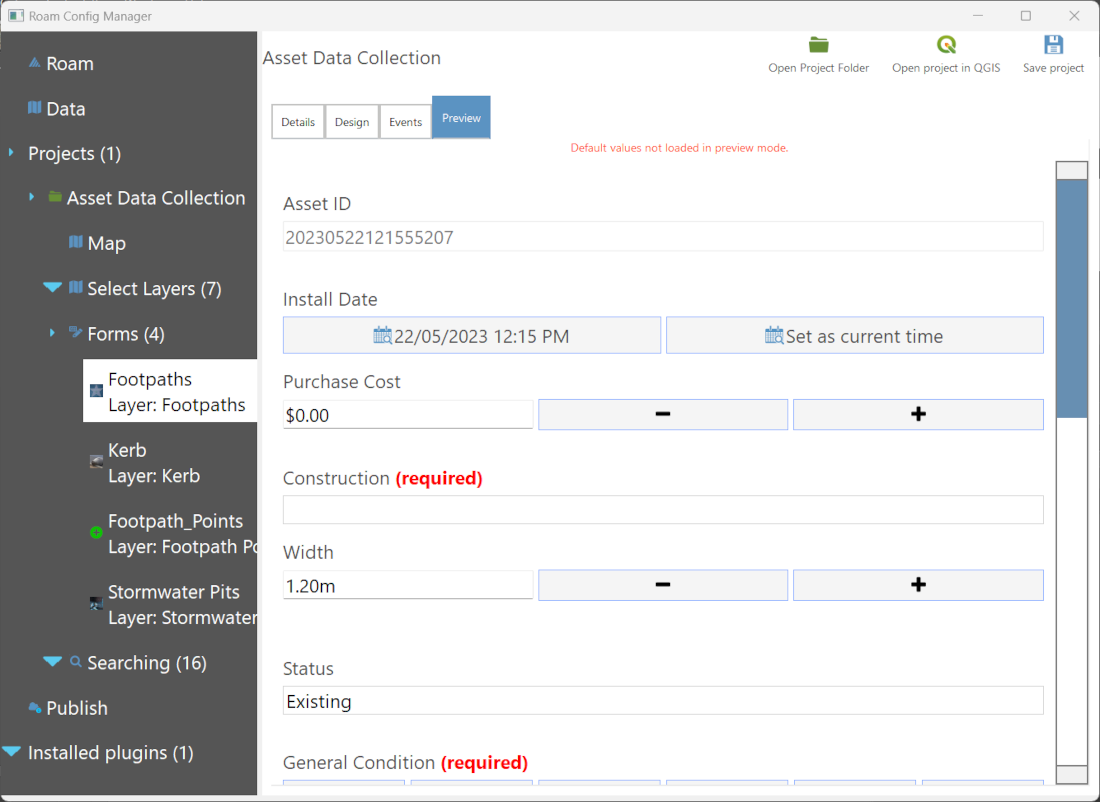 Roam Config Manager
Roam
Data
Projects (1)
Asset Data Collection
Map
Select Layers (7)
Forms (4)
Footpaths
Layer: Footpaths
Kerb
Layer: Kerb
Footpath_Points
Layer: Footpath Po
Stormwater Pits
Layer: Stormwater
Searching (16)
Publish
Installed plugins (1)
Asset Data Collection
Open Project Folder
Open project in QGIS
Save project
Details
Design
Events
Preview
Default values not loaded in preview mode.
Asset ID
20230522121555207
Install Date
22/05/2023 12:15 PM
Set as current time
Purchase Cost
$0.00
Construction (required)
Width
1.20m
Status
Existing
General Condition (required)